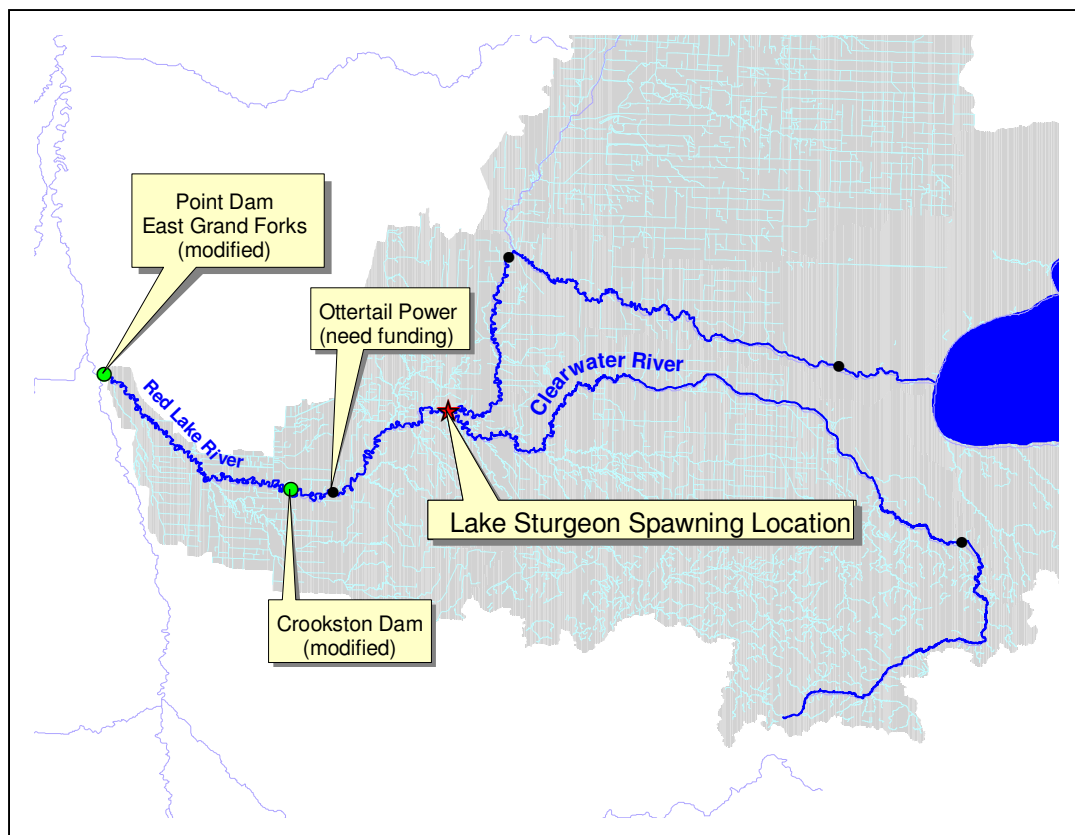 Point Dam
East Grand Forks
(modified)
Ottertail Power
(need funding)
Clearwater River
Red Lake River
Lake Sturgeon Spawning Location
Crookston Dam
(modified)